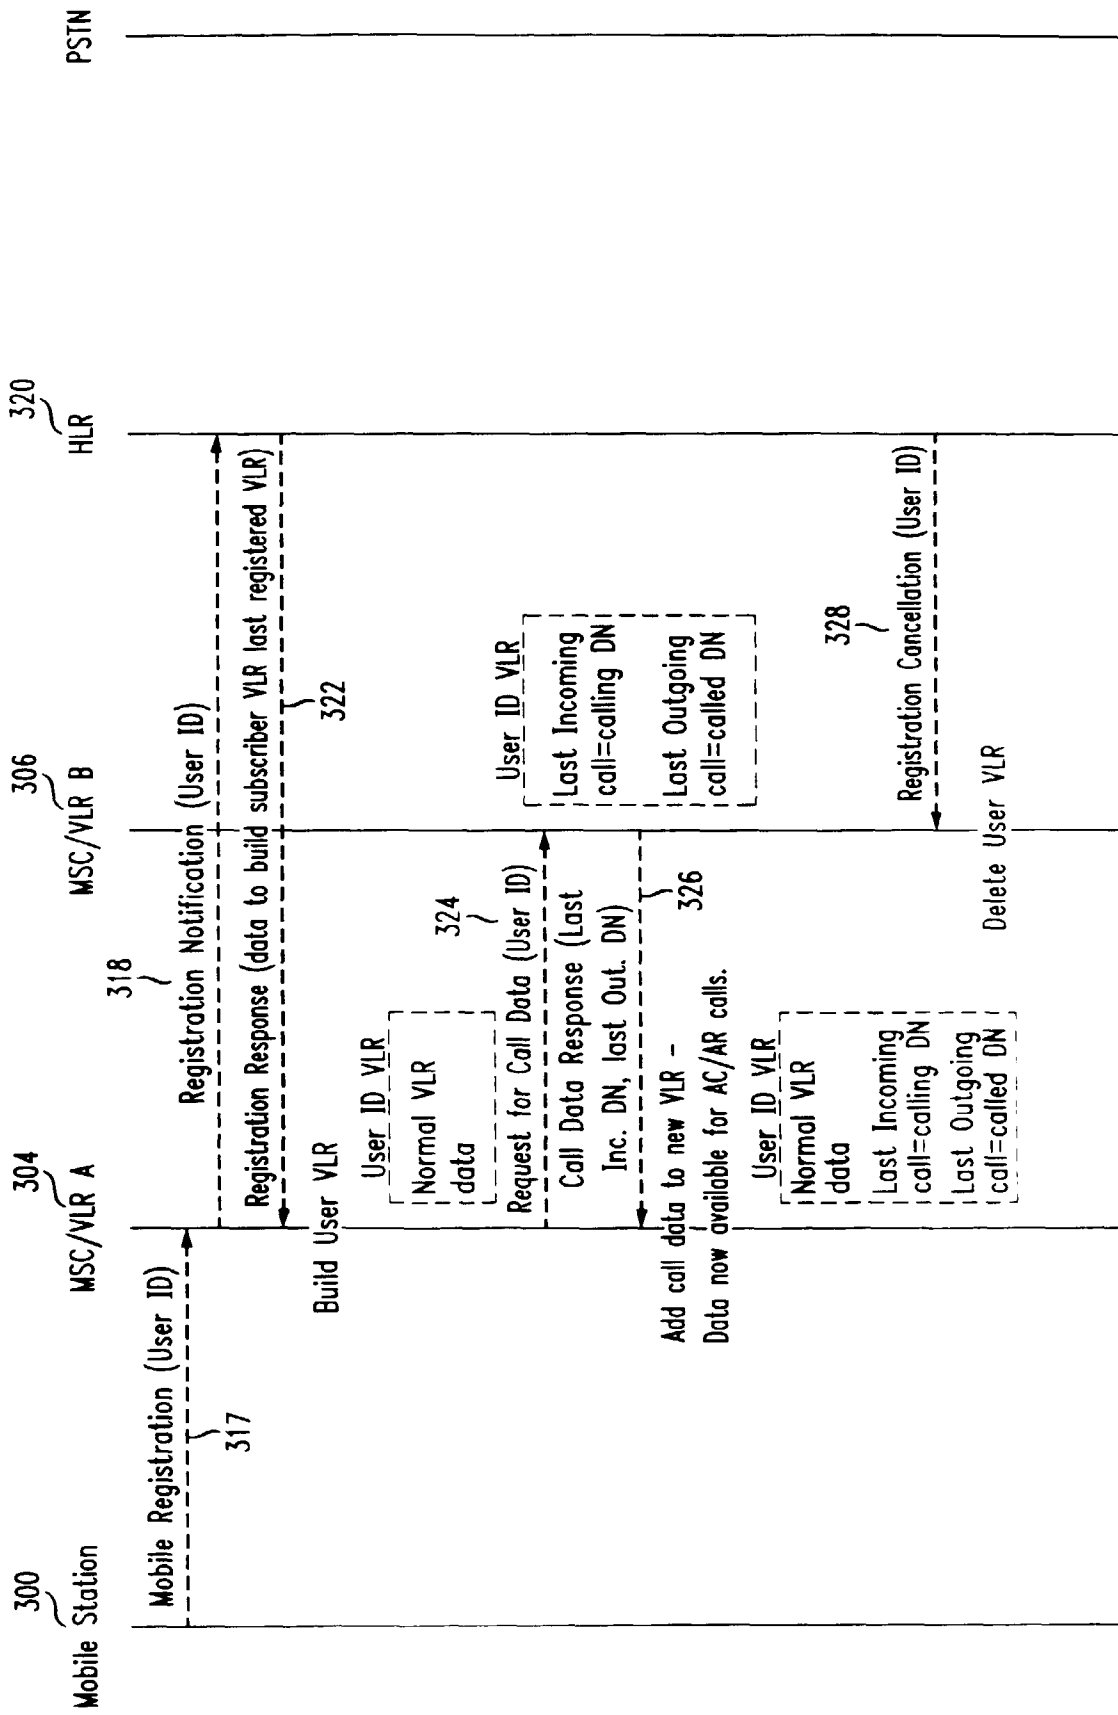 300
Mobile Station
304
MSC/VLR A
306
MSC/VLR B
320
HLR
PSTN
Mobile Registration (User ID)
317
318
Registration Notification (User ID)
Registration Response (data to build subscriber VLR last registered VLR)
322
Build User VLR
User ID VLR
Normal VLR
data
324
Request for Call Data (User ID)
User ID VLR
Last Incoming
call=calling DN
Last Outgoing
call=called DN
Call Data Response (Last
Inc. DN, last Out. DN)
326
Add call data to new VLR –
Data now available for AC/AR calls.
User ID VLR
Normal VLR
data
Last Incoming
call=calling DN
Last Outgoing
call=called DN
328
Registration Cancellation (User ID)
Delete User VLR